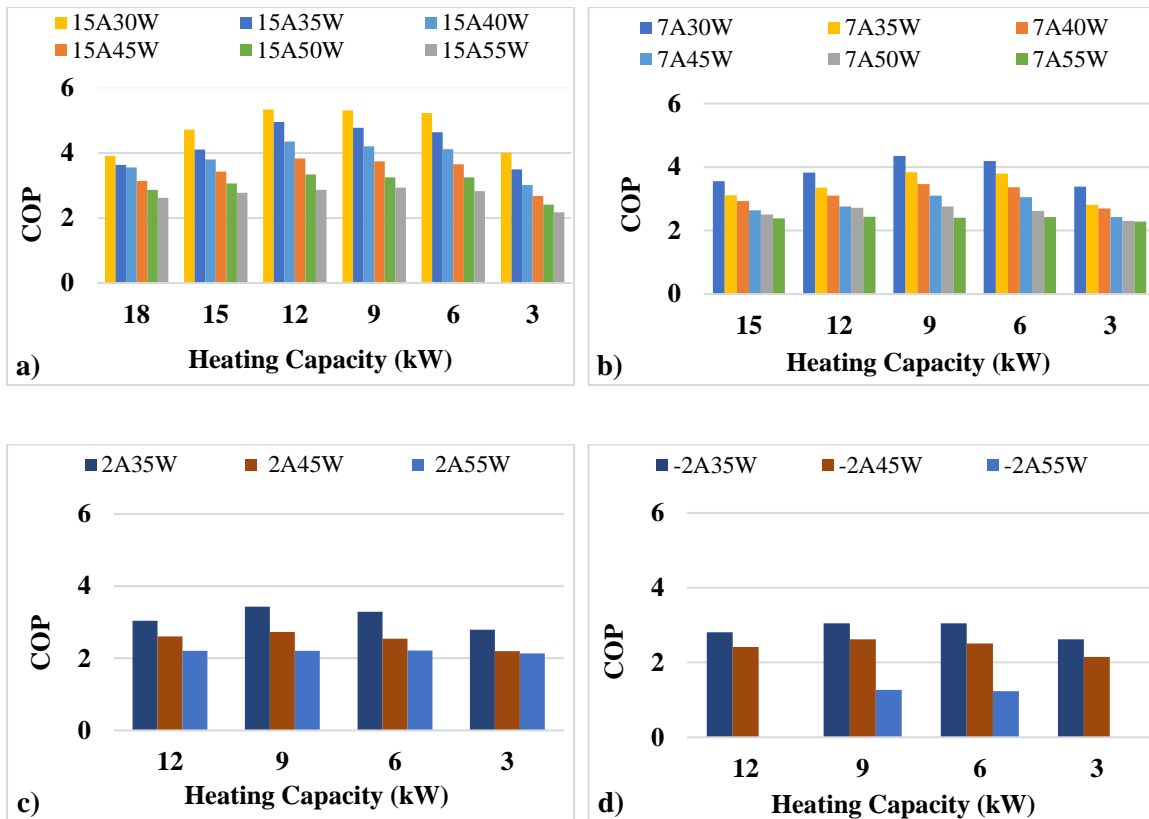 15A30W 15A35W 15A40W
15A45W 15A50W 15A55W
6
4
2
0
COP
18 15 12 9 6 3
Heating Capacity (kW)
a)
7A30W 7A35W 7A40W
7A45W 7A50W 7A55W
6
4
2
0
COP
15 12 9 6 3
Heating Capacity (kW)
b)
2A35W 2A45W 2A55W
6
4
2
0
COP
12 9 6 3
Heating Capacity (kW)
c)
-2A35W -2A45W -2A55W
6
4
2
0
COP
12 9 6 3
Heating Capacity (kW)
d)